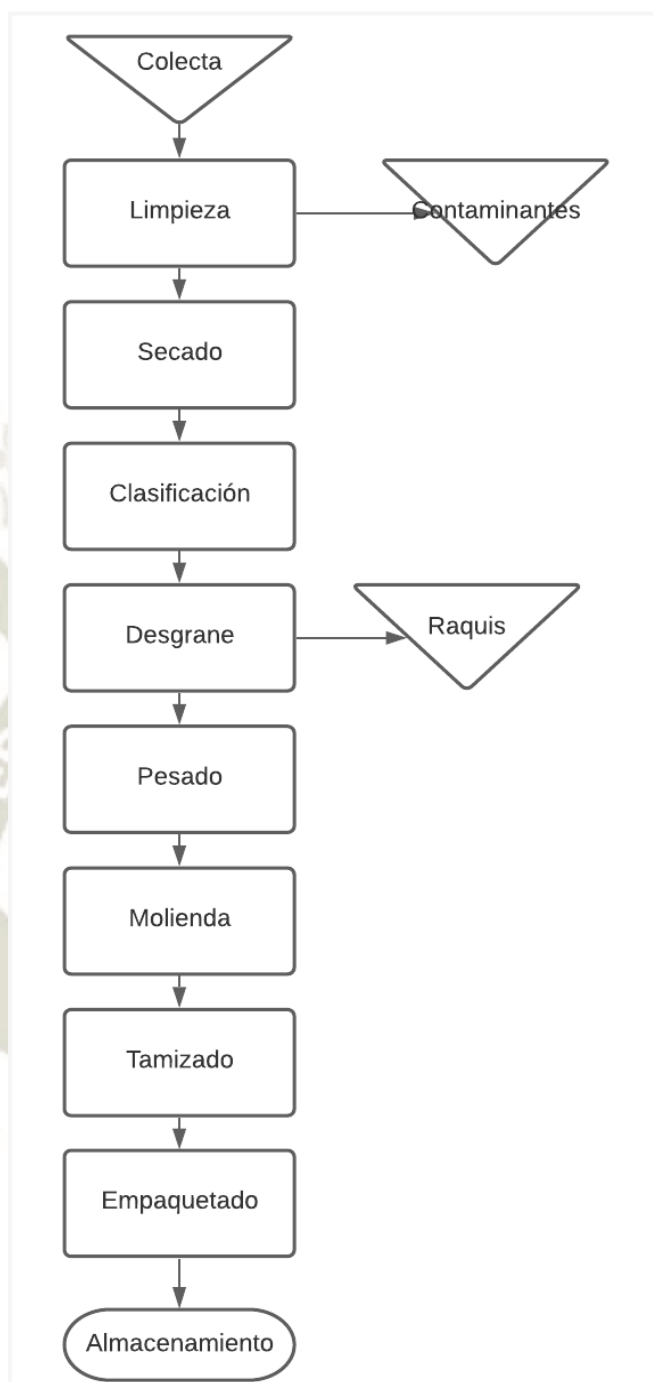 Colecta
Limpieza
Contaminantes
Secado
Clasificación
Desgrane
Raquis
Pesado
Molienda
Tamizado
Empaquetado
Almacenamiento